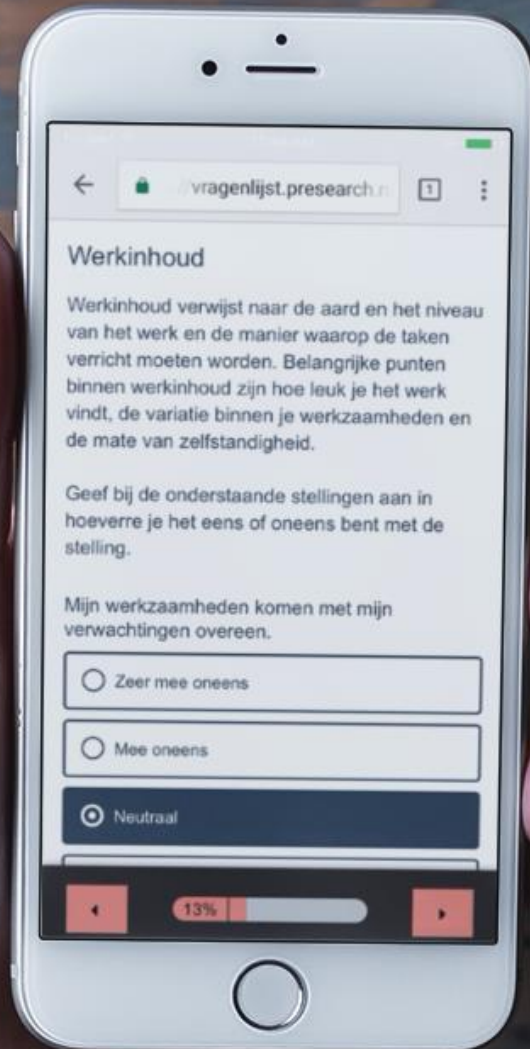 vragenlijst.presearch.n
1
Werkinhoud
Werkinhoud verwijst naar de aard en het niveau
van het werk en de manier waarop de taken
verricht moeten worden. Belangrijke punten
binnen werkinhoud zijn hoe leuk je het werk
vindt, de variatie binnen je werkzaamheden en
de mate van zelfstandigheid.
Geef bij de onderstaande stellingen aan in
hoeverre je het eens of oneens bent met de
stelling.
Mijn werkzaamheden komen met mijn
verwachtingen overeen.
Zeer mee oneens
Mee oneens
Neutraal
13%